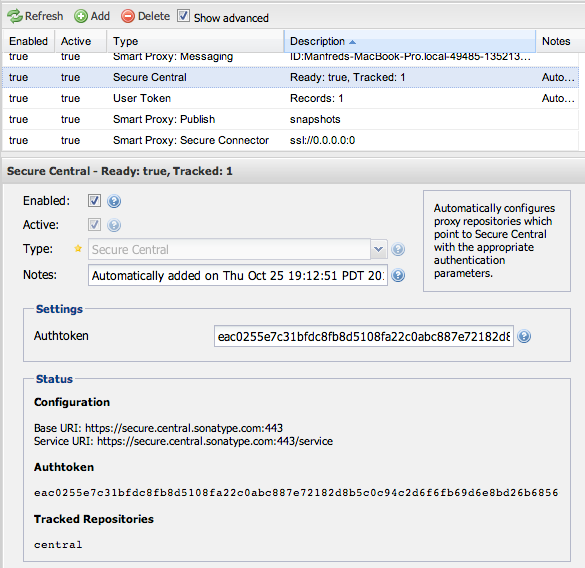 Refresh Add Delete Show advanced
Enabled Active Type Description Notes
true true Smart Proxy: Messaging ID:Manfreds-MacBook-Pro.local-49485-135213...
true true Secure Central Ready: true, Tracked: 1 Auto...
true true User Token Records: 1 Auto...
true true Smart Proxy: Publish snapshots
true true Smart Proxy: Secure Connector ssl://0.0.0.0:0
Secure Central - Ready: true, Tracked: 1
Enabled:
Active:
Type: Secure Central
Notes: Automatically added on Thu Oct 25 19:12:51 PDT 20
Automatically configures
proxy repositories which
point to Secure Central
with the appropriate
authentication
parameters.
Settings
Authtoken eac0255e7c31bfdc8fb8d5108fa22c0abc887e72182d8
Status
Configuration
Base URI: https://secure.central.sonatype.com:443
Service URI: https://secure.central.sonatype.com:443/service
Authtoken
eac0255e7c31bfdc8fb8d5108fa22c0abc887e72182d8b5c0c94c2d6f6fb69d6e8bd26b6856
Tracked Repositories
central